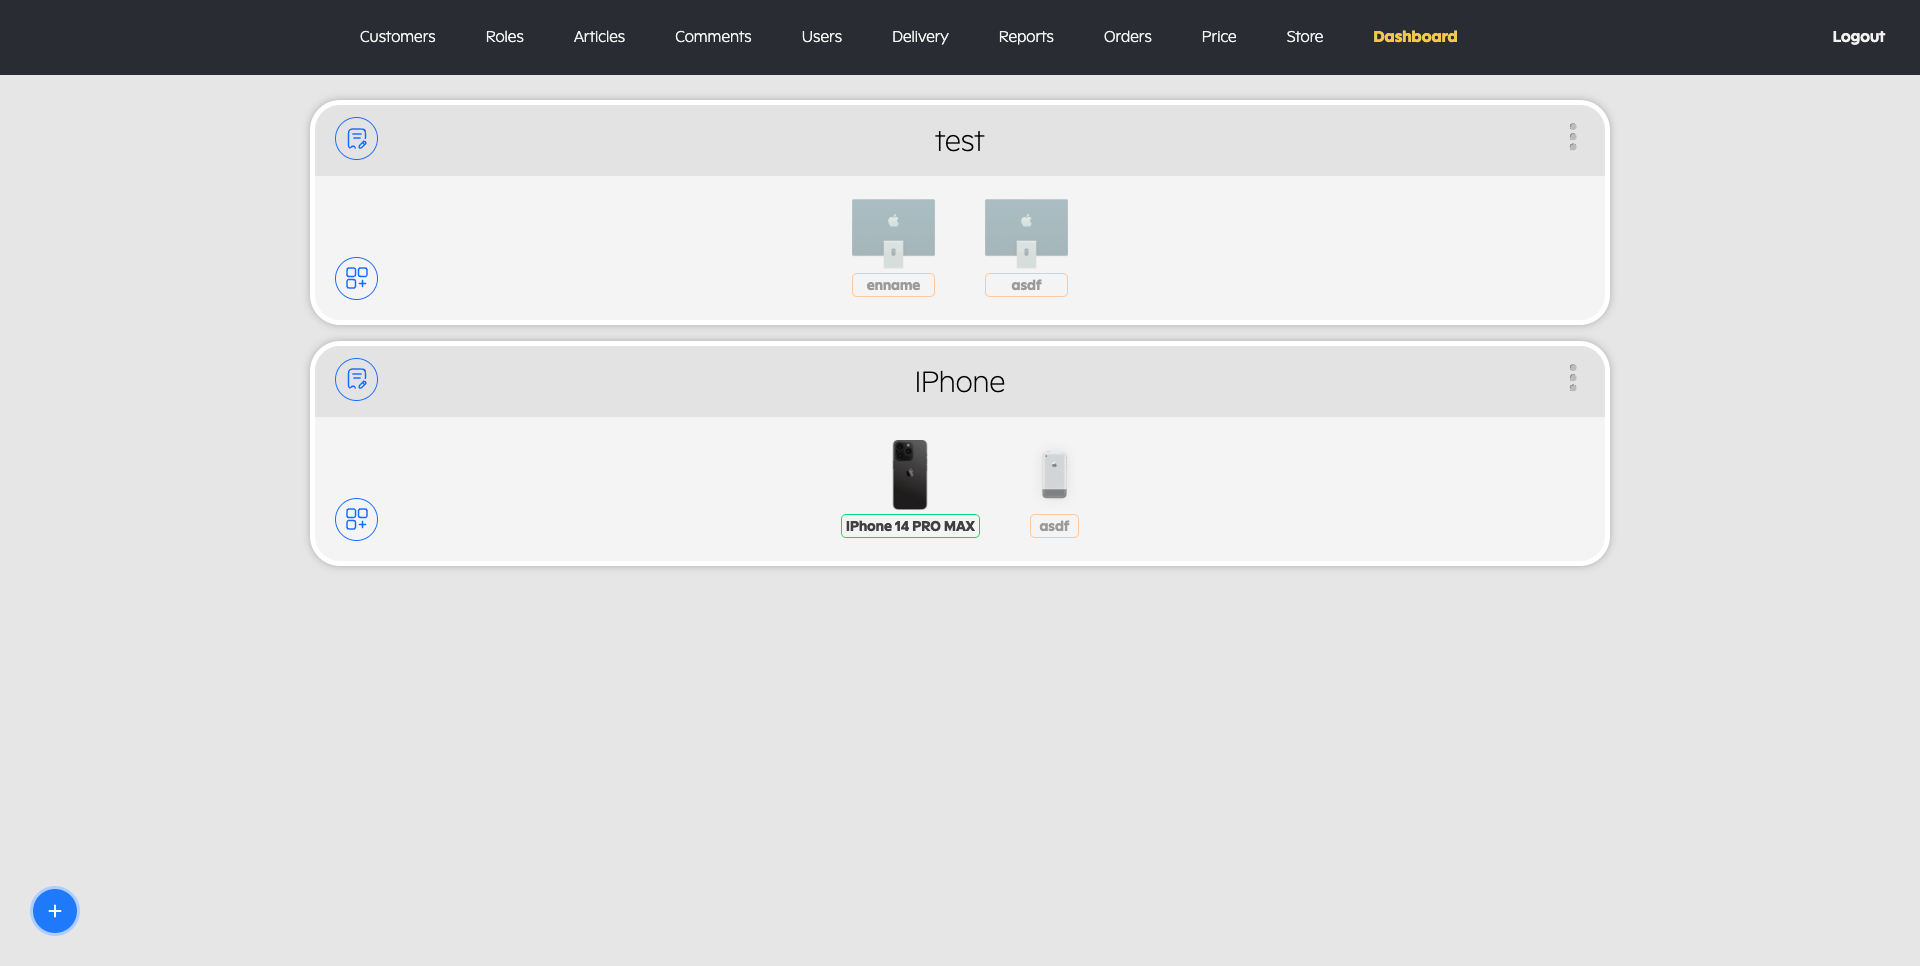 Customers Roles Articles Comments Users Delivery Reports Orders Price Store Dashboard Logout
test
enname asdf
IPhone
IPhone 14 PRO MAX asdf